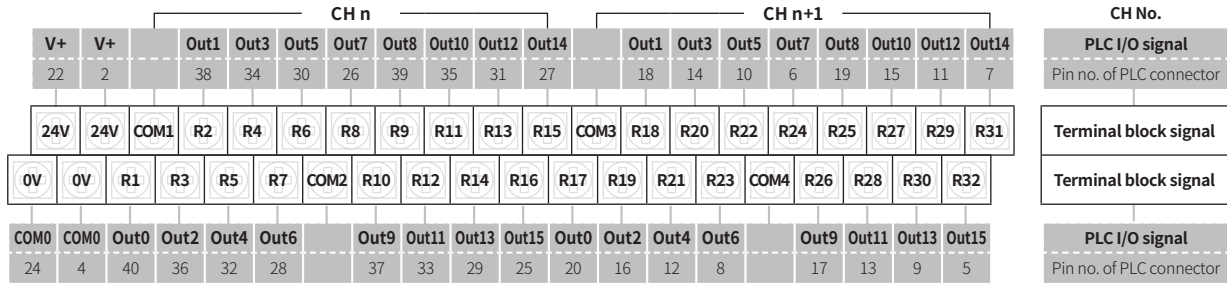 CH n CH n+1 CH No.
V+ V+ Out1 Out3 Out5 Out7 Out8 Out10 Out12 Out14 Out1 Out3 Out5 Out7 Out8 Out10 Out12 Out14 PLC I/O signal
22 2 38 34 30 26 39 35 31 27 18 14 10 6 19 15 11 7 Pin no. of PLC connector
24V 24V COM1 R2 R4 R6 R8 R9 R11 R13 R15 COM3 R18 R20 R22 R24 R25 R27 R29 R31 Terminal block signal
0V 0V R1 R3 R5 R7 COM2 R10 R12 R14 R16 R17 R19 R21 R23 COM4 R26 R28 R30 R32 Terminal block signal
COM0 COM0 Out0 Out2 Out4 Out6 Out9 Out11 Out13 Out15 Out0 Out2 Out4 Out6 Out9 Out11 Out13 Out15 PLC I/O signal
24 4 40 36 32 28 37 33 29 25 20 16 12 8 17 13 9 5 Pin no. of PLC connector